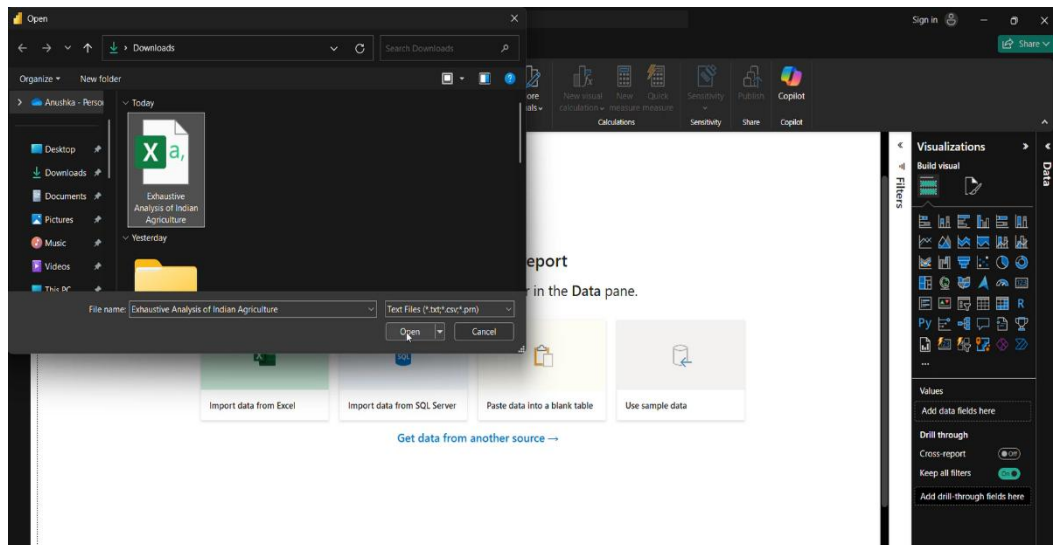 Open
Sign in
Downloads
Search Downloads
Share
Organize
New folder
Anushka - Perso
Today
Desktop
Downloads
Documents
Pictures
Music
Videos
This PC
X a,
Exhaustive
Analysis of Indian
Agriculture
Yesterday
File name: Exhaustive Analysis of Indian Agriculture
Text Files (*.txt;*.csv;*.prn)
Open
Cancel
ore
als
New visual
calculation
New
measure
Quick
measure
Sensitivity
Publish
Copilot
Calculations
Sensitivity
Share
Copilot
eport
r in the Data pane.
SQL
Import data from Excel
Import data from SQL Server
Paste data into a blank table
Use sample data
Get data from another source →
Filters
Visualizations
Build visual
R
Py
...
Values
Add data fields here
Drill through
Cross-report
Off
Keep all filters
On
Add drill-through fields here
Data